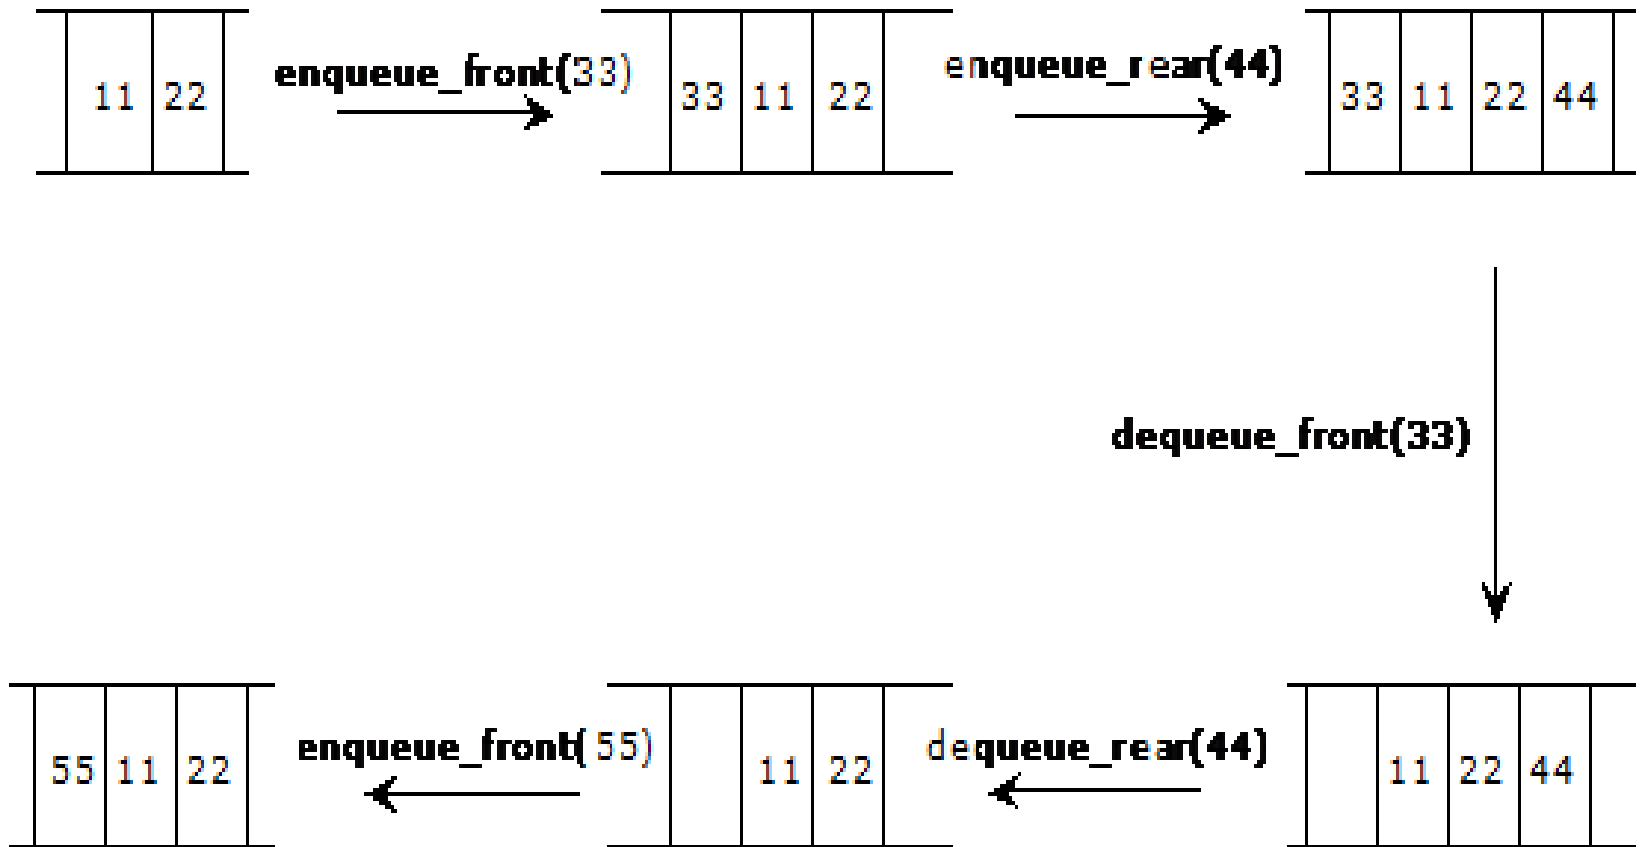 11 22
enqueue_front(33)
33 11 22
enqueue_rear(44)
33 11 22 44
dequeue_front(33)
11 22 44
dequeue_rear(44)
11 22
enqueue_front(55)
55 11 22